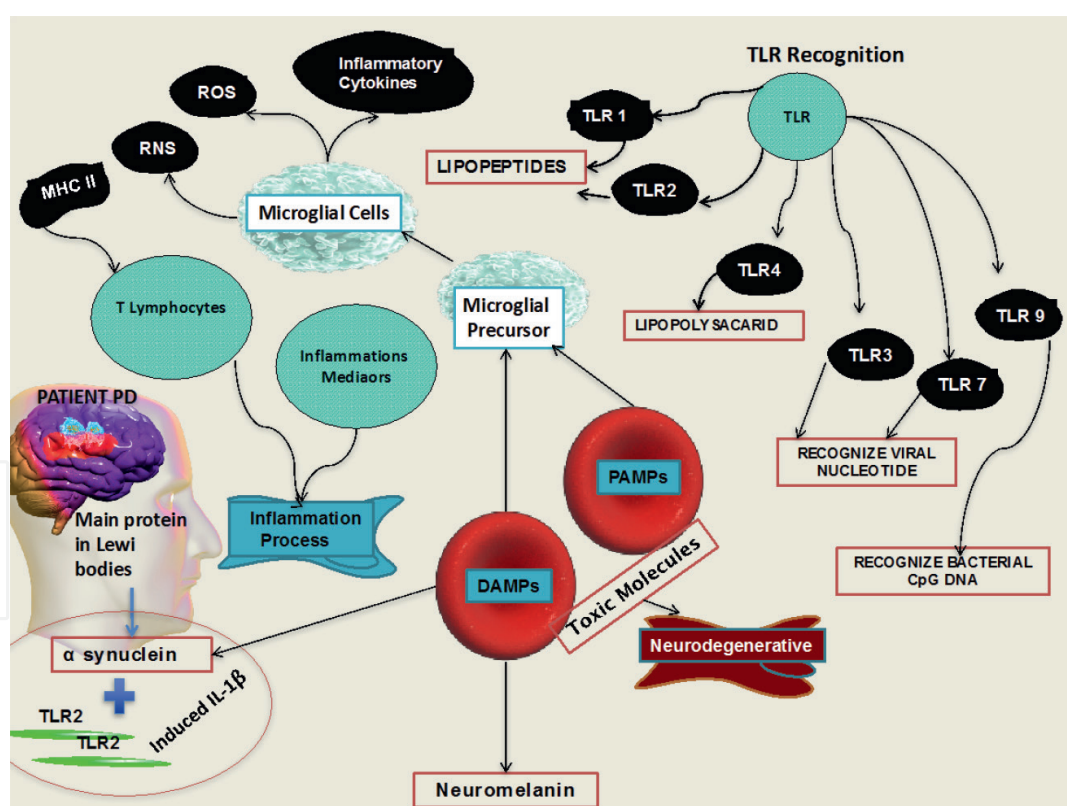 Inflammatory
Cytokines
ROS
RNS
MHC II
Microglial Cells
T Lymphocytes
Inflammations
Mediaors
Microglial
Precursor
TLR Recognition
TLR
TLR 1
LIPOPEPTIDES
TLR2
TLR4
LIPOPOLYSACARID
TLR3
TLR 7
TLR 9
RECOGNIZE VIRAL
NUCLEOTIDE
RECOGNIZE BACTERIAL
CpG DNA
PATIENT PD
Main protein
in Lewi
bodies
Inflammation
Process
PAMPs
DAMPs
Toxic Molecules
Neurodegenerative
α synuclein
TLR2
TLR2
Induced IL-1β
Neuromelanin